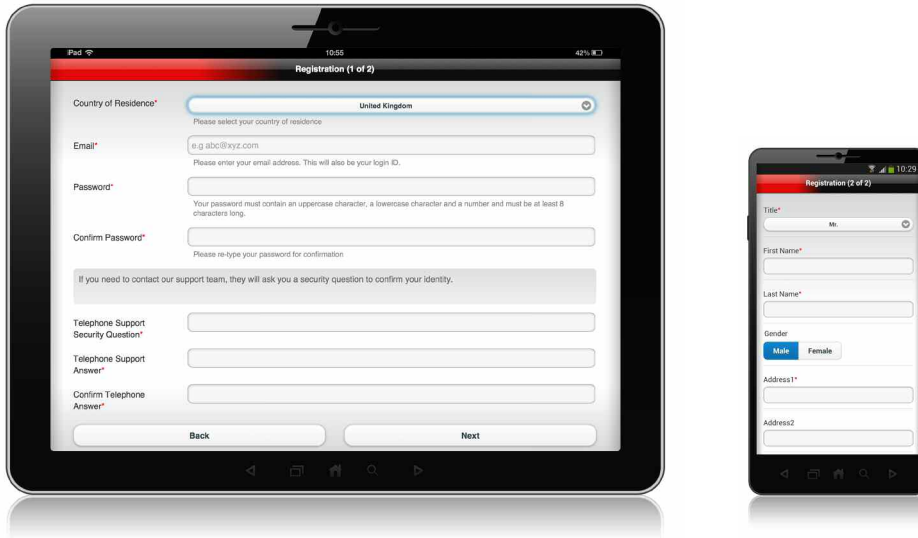 iPad 10:55 42%
Registration (1 of 2)
Country of Residence*
United Kingdom
Please select your country of residence
Email*
e.g abc@xyz.com
Please enter your email address. This will also be your login ID.
Password*
Your password must contain an uppercase character, a lowercase character and a number and must be at least 8
characters long.
Confirm Password*
Please re-type your password for confirmation
If you need to contact our support team, they will ask you a security question to confirm your identity.
Telephone Support
Security Question*
Telephone Support
Answer*
Confirm Telephone
Answer*
Back Next
10:29
Registration (2 of 2)
Title*
Mr.
First Name*
Last Name*
Gender
Male Female
Address1*
Address2